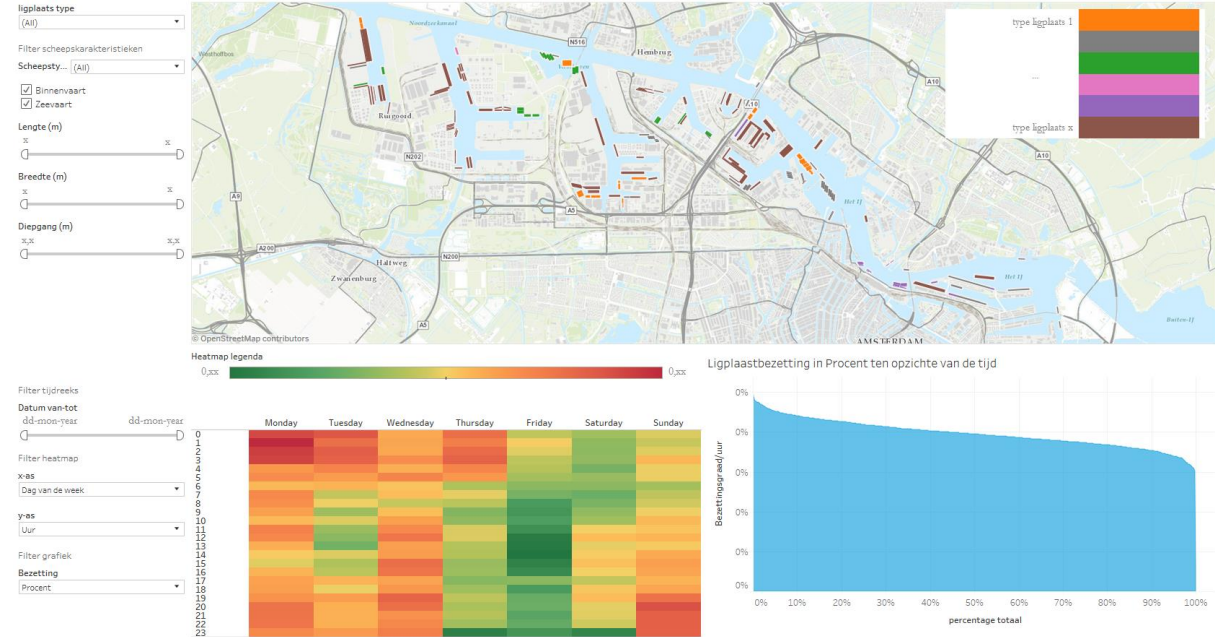 ligplaats type
(All)
Filter scheepskarakteristieken
Scheepsty... (All)
Binnenvaart
Zeevaart
Lengte (m)
x x
Breedte (m)
x x
Diepgang (m)
x,x x,x
Noordzeekanaal
Westhoffbos
N516
Hembrug
A10
Ruigoord
N202
A10
A10
A9
A5
Het IJ
A200
N200
Halfweg
Zwanenburg
Het IJ
A5
Buiten-IJ
AMSTERDAM
© OpenStreetMap contributors
type ligplaats 1
...
type ligplaats x
Heatmap legenda
0,xx 0,xx
Filter tijdreeks
Datum van-tot
dd-mon-year dd-mon-year
Filter heatmap
x-as
Dag van de week
y-as
Uur
Filter grafiek
Bezetting
Procent
Monday Tuesday Wednesday Thursday Friday Saturday Sunday
0
1
2
3
4
5
6
7
8
9
10
11
12
13
14
15
16
17
18
19
20
21
22
23
Ligplaastbezetting in Procent ten opzichte van de tijd
Bezettingsgraad/uur
0%
0%
0%
0%
0%
0%
0% 10% 20% 30% 40% 50% 60% 70% 80% 90% 100%
percentage totaal